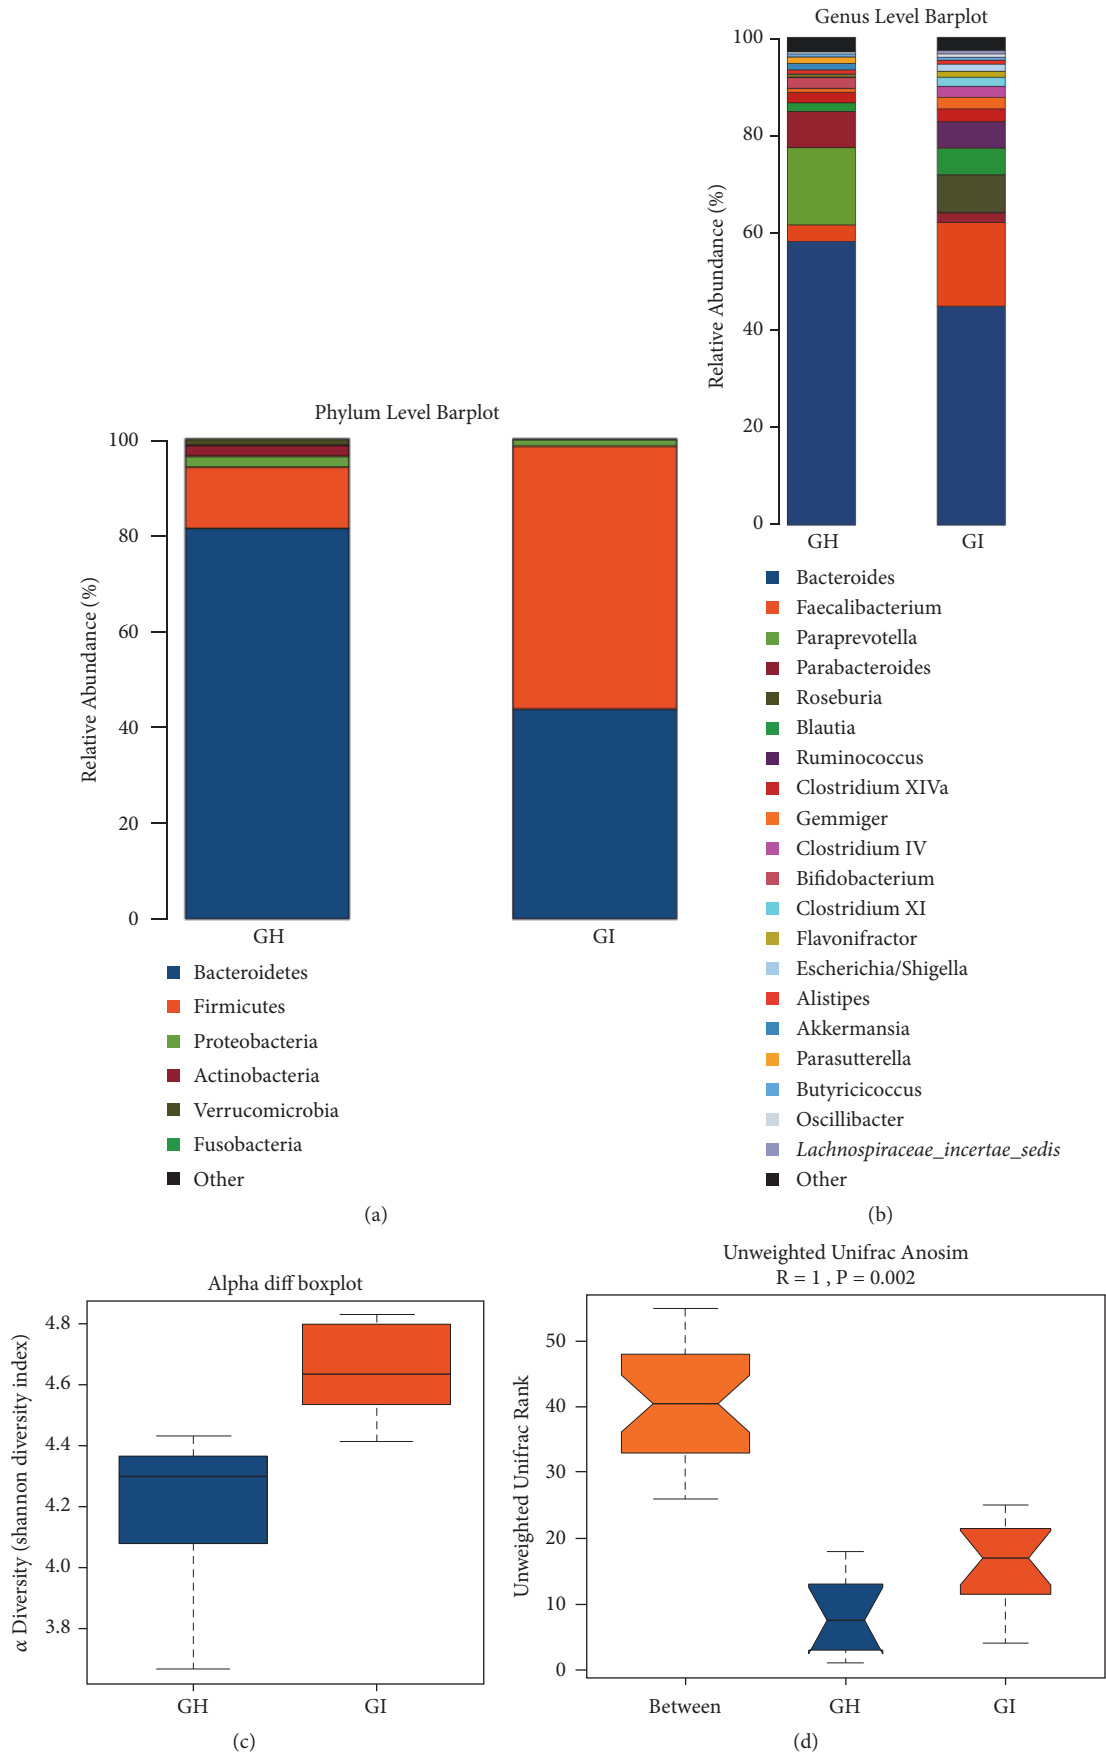 Genus Level Barplot
Relative Abundance (%)
100
80
60
40
20
0
GH
GI
Bacteroides
Faecalibacterium
Paraprevotella
Parabacteroides
Roseburia
Blautia
Ruminococcus
Clostridium XIVa
Gemmiger
Clostridium IV
Bifidobacterium
Clostridium XI
Flavonifractor
Escherichia/Shigella
Alistipes
Akkermansia
Parasutterella
Butyricicoccus
Oscillibacter
Lachnospiraceae_incertae_sedis
Other
(b)
Phylum Level Barplot
Relative Abundance (%)
100
80
60
40
20
0
GH
GI
Bacteroidetes
Firmicutes
Proteobacteria
Actinobacteria
Verrucomicrobia
Fusobacteria
Other
(a)
Alpha diff boxplot
α Diversity (shannon diversity index)
4.8
4.6
4.4
4.2
4.0
3.8
GH
GI
(c)
Unweighted Unifrac Anosim
R = 1 , P = 0.002
Unweighted Unifrac Rank
50
40
30
20
10
0
Between
GH
GI
(d)